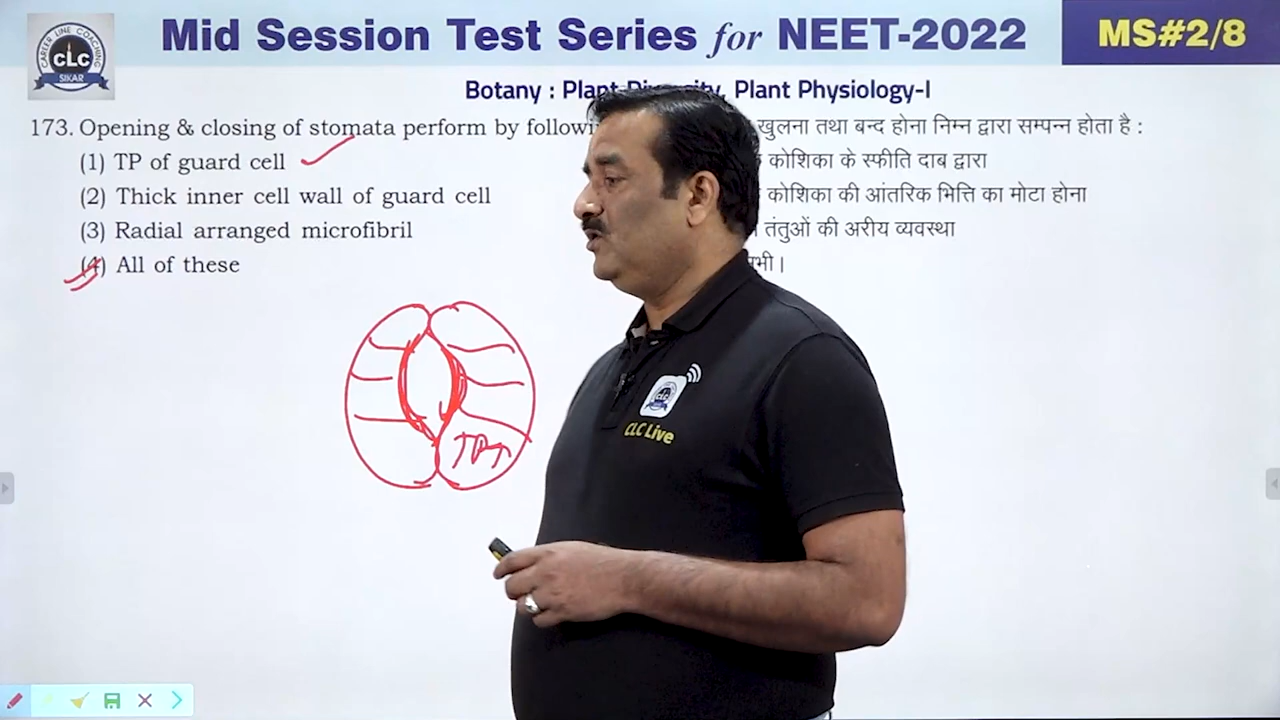 CAREER LINE COACHING
CLC
SIKAR
Mid Session Test Series for NEET-2022
MS#2/8
Botany : Plant Diversity, Plant Physiology-I
173. Opening & closing of stomata perform by followi
खुलना तथा बन्द होना निम्न द्वारा सम्पन्न होता है :
(1) TP of guard cell
कोशिका के स्फीति दाब द्वारा
(2) Thick inner cell wall of guard cell
कोशिका की आंतरिक भित्ति का मोटा होना
(3) Radial arranged microfibril
तंतुओं की अरीय व्यवस्था
(4) All of these
भी।
TP↑
CLC
CLC Live